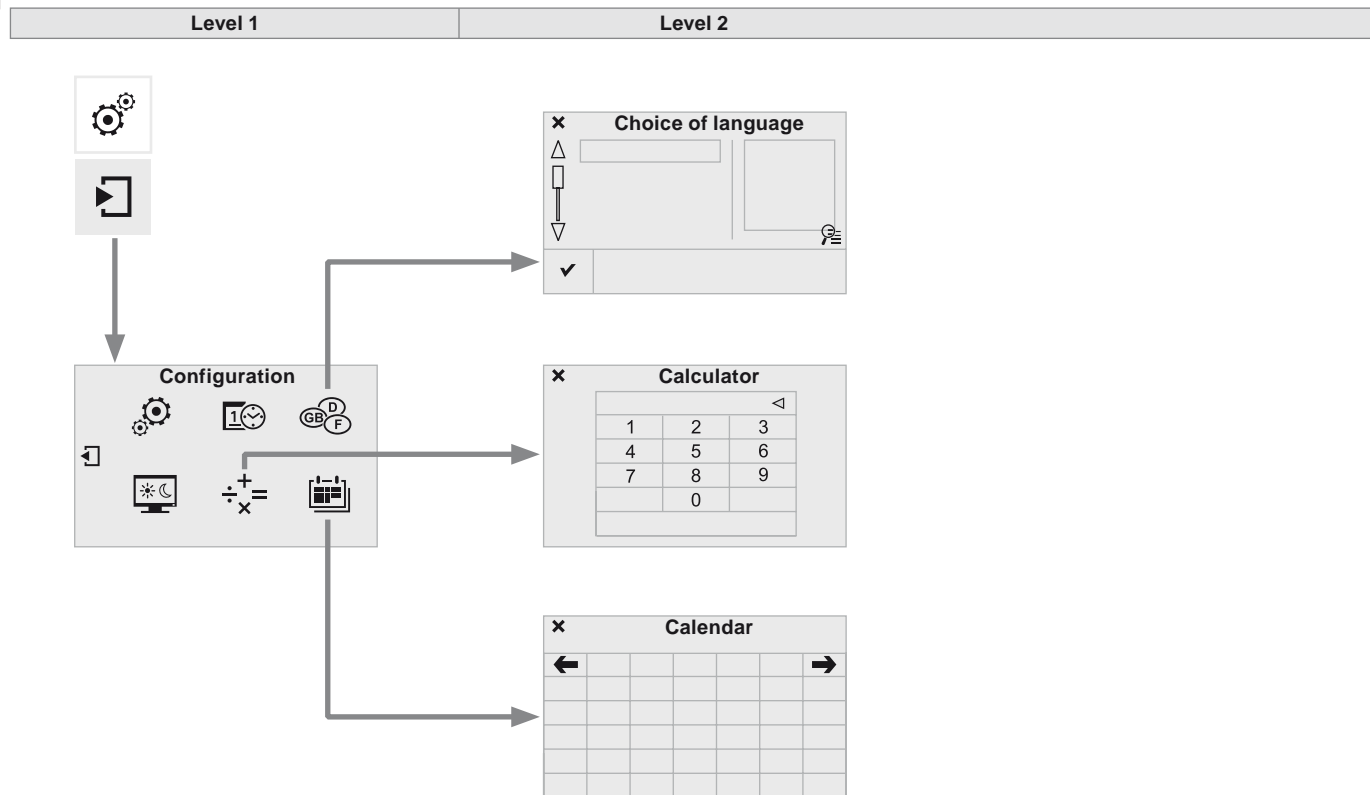 Level 1 Level 2
Choice of language
Configuration
1
GB D F
Calculator
1 2 3
4 5 6
7 8 9
0
Calendar